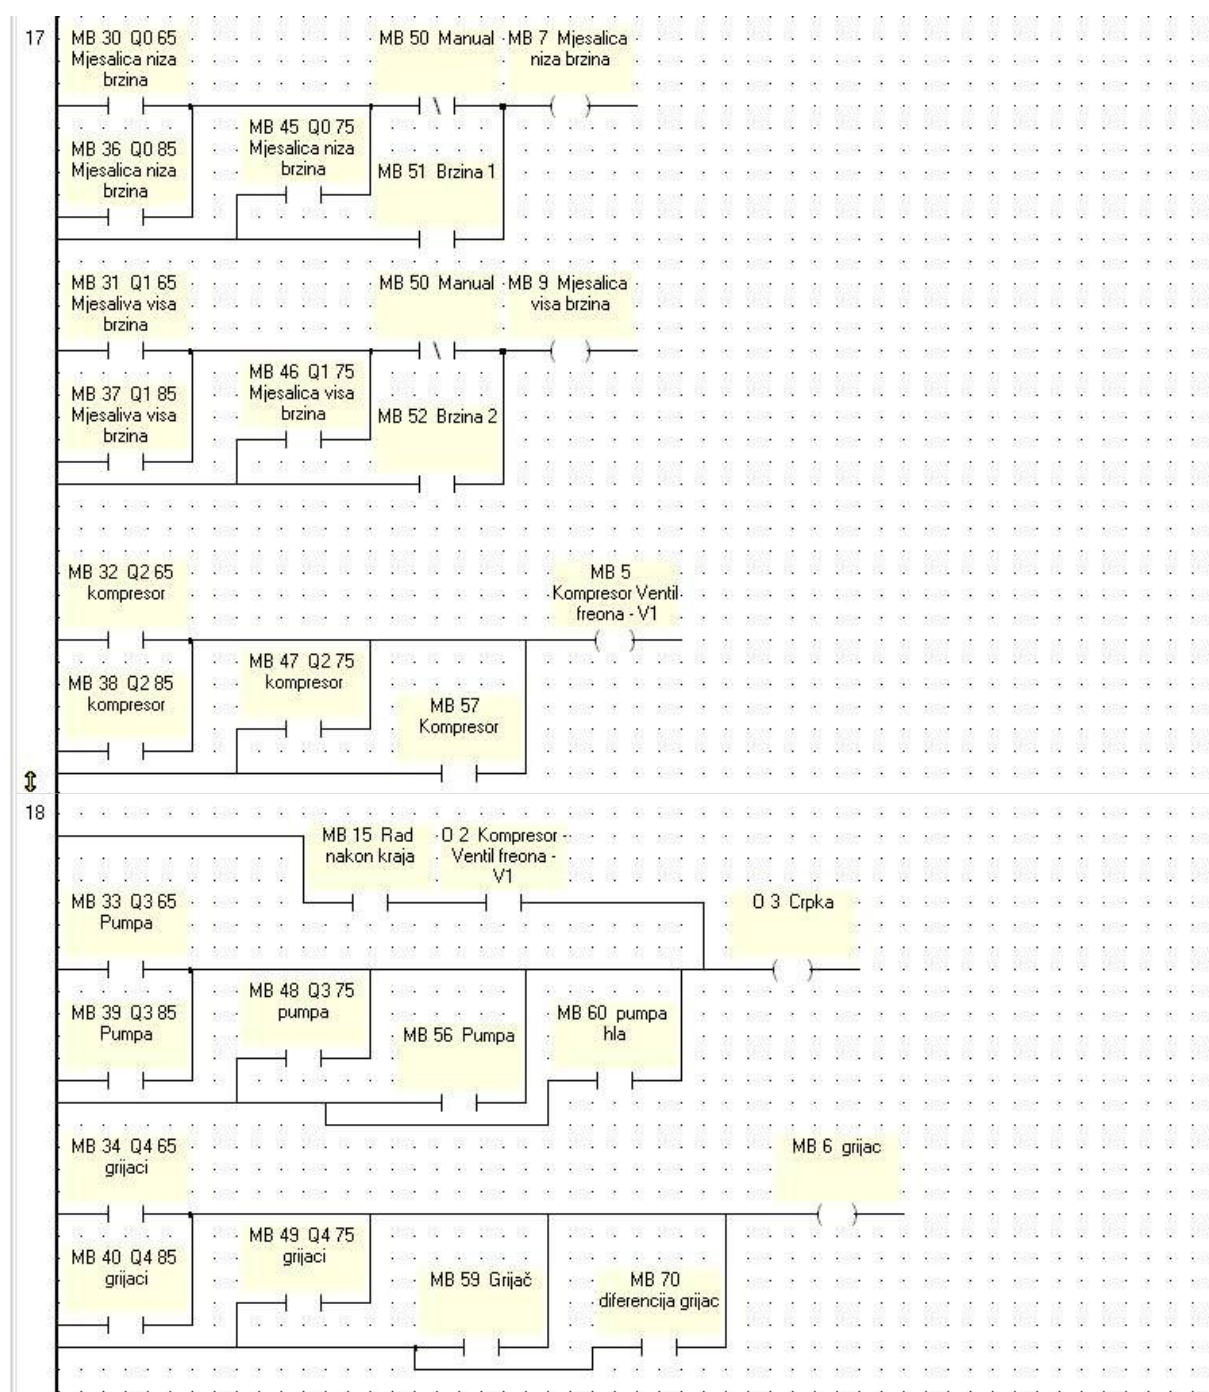 17
MB 30 Q0 65
Mjesalica niza
brzina
MB 50 Manual
MB 7 Mjesalica
niza brzina
MB 36 Q0 85
Mjesalica niza
brzina
MB 45 Q0 75
Mjesalica niza
brzina
MB 51 Brzina 1
MB 31 Q1 65
Mjesaliva visa
brzina
MB 50 Manual
MB 9 Mjesalica
visa brzina
MB 37 Q1 85
Mjesaliva visa
brzina
MB 46 Q1 75
Mjesalica visa
brzina
MB 52 Brzina 2
MB 32 Q2 65
kompresor
MB 5
Kompresor Ventil
freona - V1
MB 38 Q2 85
kompresor
MB 47 Q2 75
kompresor
MB 57
Kompresor
18
MB 15 Rad
nakon kraja
O 2 Kompresor -
Ventil freona -
V1
MB 33 Q3 65
Pumpa
O 3 Crpka
MB 39 Q3 85
Pumpa
MB 48 Q3 75
pumpa
MB 56 Pumpa
MB 60 pumpa
hla
MB 34 Q4 65
grijaci
MB 6 grijac
MB 40 Q4 85
grijaci
MB 49 Q4 75
grijaci
MB 59 Grijač
MB 70
diferencija grijac